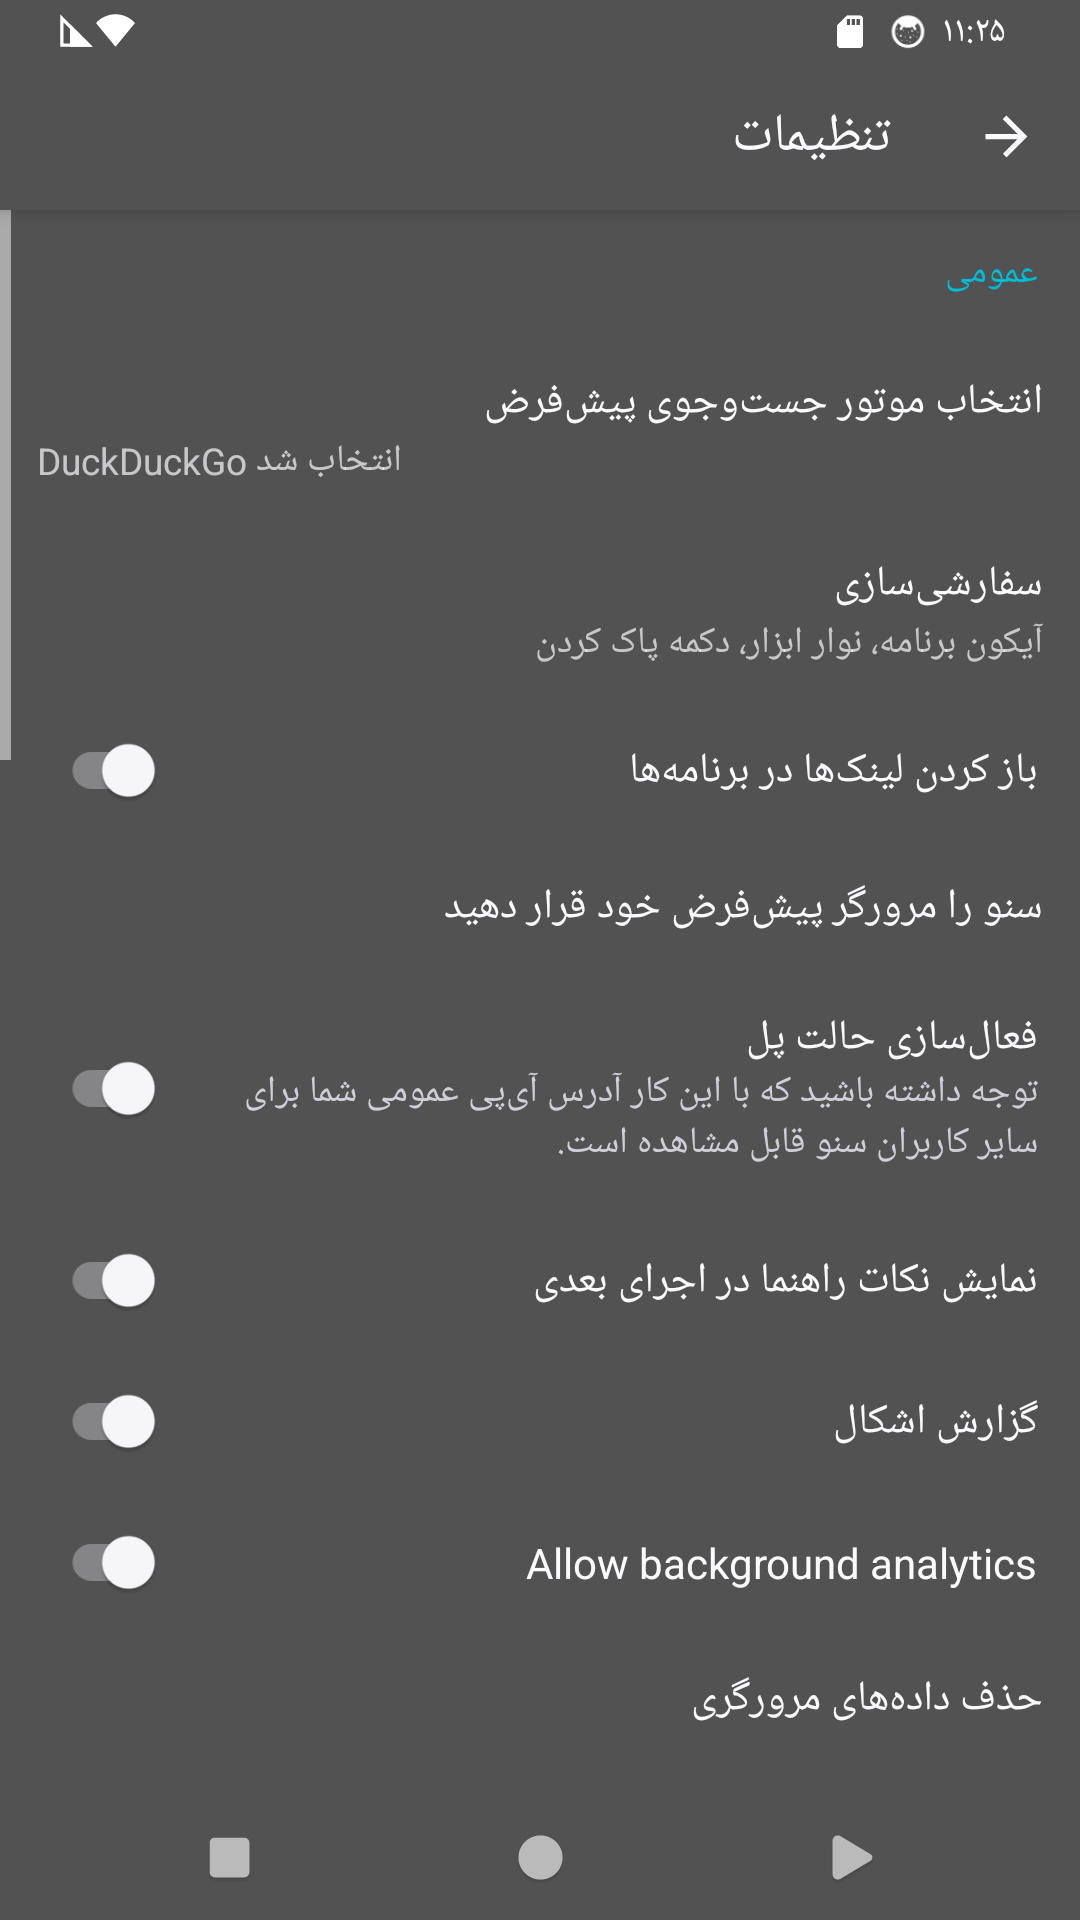 ۱۱:۲۵
تنظیمات
عمومی
انتخاب موتور جست‌وجوی پیش‌فرض
DuckDuckGo انتخاب شد
سفارشی‌سازی
آیکون برنامه، نوار ابزار، دکمه پاک کردن
باز کردن لینک‌ها در برنامه‌ها
سنو را مرورگر پیش‌فرض خود قرار دهید
فعال‌سازی حالت پل
توجه داشته باشید که با این کار آدرس آی‌پی عمومی شما برای
سایر کاربران سنو قابل مشاهده است.
نمایش نکات راهنما در اجرای بعدی
گزارش اشکال
Allow background analytics
حذف داده‌های مرورگری